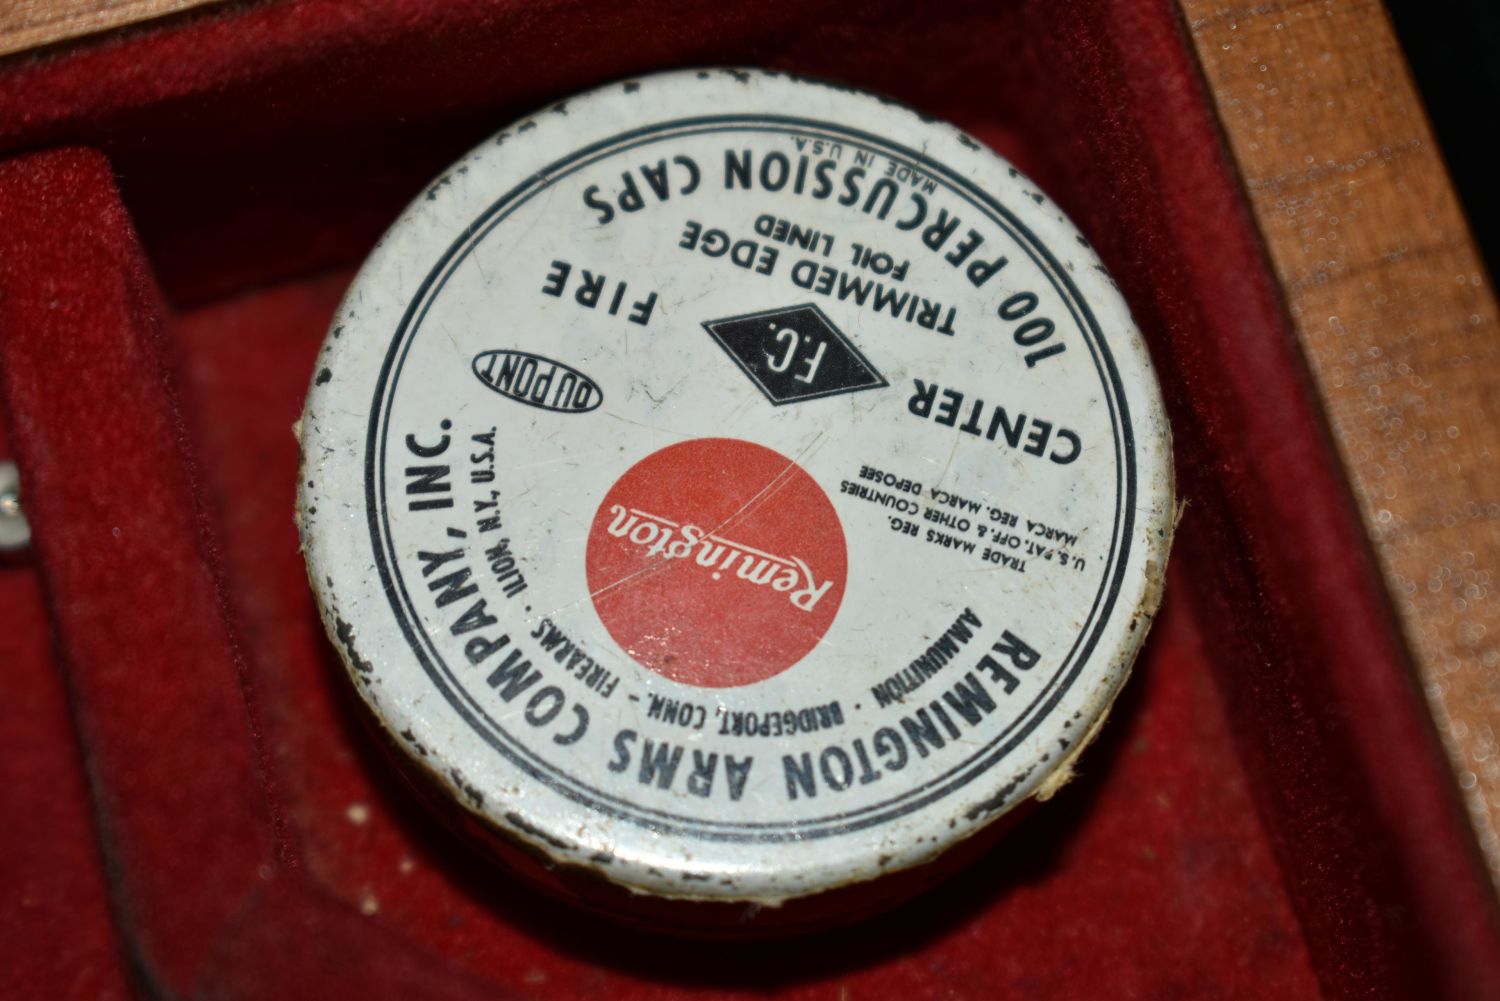 MADE IN U.S.A.
100 PERCUSSION CAPS
FOIL LINED
TRIMMED EDGE
CENTER F.C. FIRE
DU PONT
TRADE MARKS REG.
U.S. PAT. OFF. & OTHER COUNTRIES
MARCA REG. MARCA DEPOSEE
Remington
REMINGTON ARMS COMPANY, INC.
AMMUNITION · BRIDGEPORT, CONN. - FIREARMS · ILION, N.Y., U.S.A.